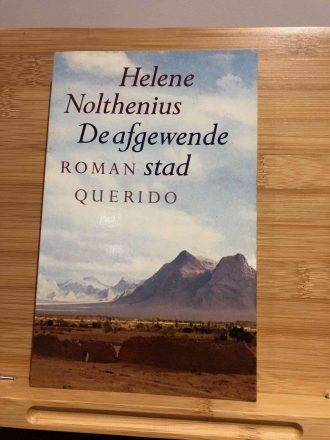 Helene
Nolthenius
De afgewende
ROMAN stad
QUERIDO